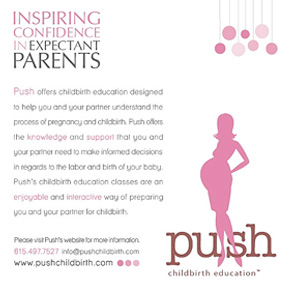 INSPIRING
CONFIDENCE
IN EXPECTANT
PARENTS
Push offers childbirth education designed
to help you and your partner understand the
process of pregnancy and childbirth. Push offers
the knowledge and support that you and
your partner need to make informed decisions
in regards to the labor and birth of your baby.
Push's childbirth education classes are an
enjoyable and interactive way of preparing
you and your partner for childbirth.
Please visit Push's website for more information.
615.497.7527 info@pushchildbirth.com
www.pushchildbirth.com
push
childbirth education™